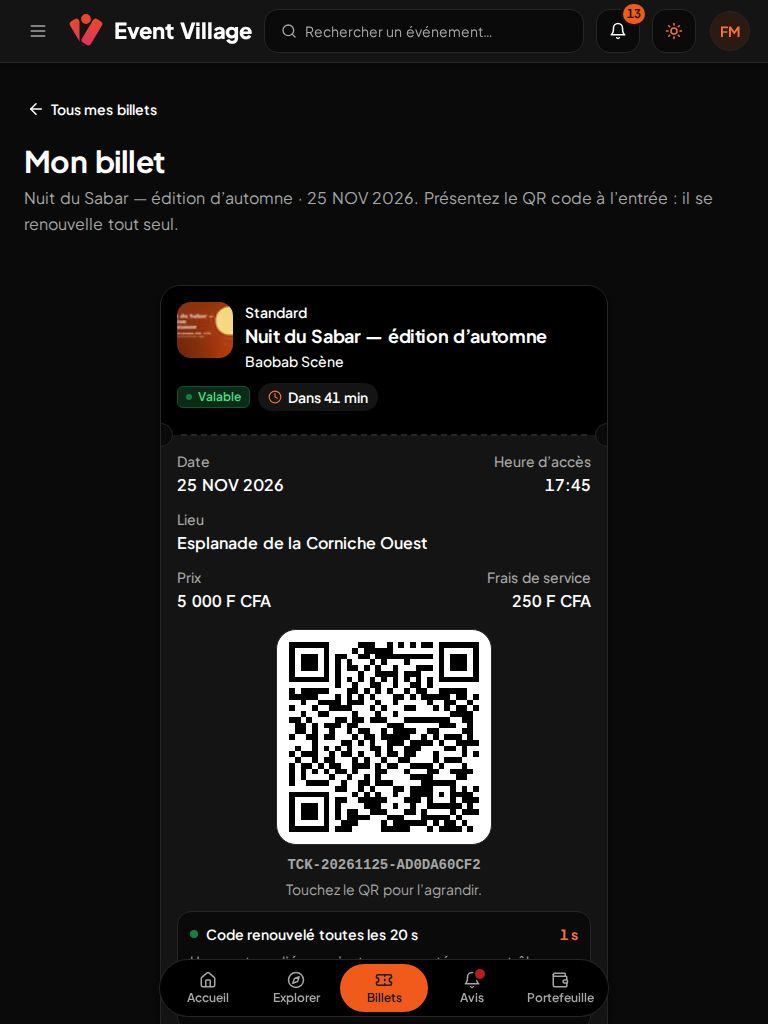 Event Village
Rechercher un événement…
13
FM
Tous mes billets
Mon billet
Nuit du Sabar — édition d’automne · 25 NOV 2026. Présentez le QR code à l’entrée : il se
renouvelle tout seul.
Standard
Nuit du Sabar — édition d’automne
Baobab Scène
Valable
Dans 41 min
Date
Heure d’accès
25 NOV 2026
17:45
Lieu
Esplanade de la Corniche Ouest
Prix
Frais de service
5 000 F CFA
250 F CFA
TCK-20261125-AD0DA60CF2
Touchez le QR pour l’agrandir.
Code renouvelé toutes les 20 s
1 s
Accueil
Explorer
Billets
Avis
Portefeuille